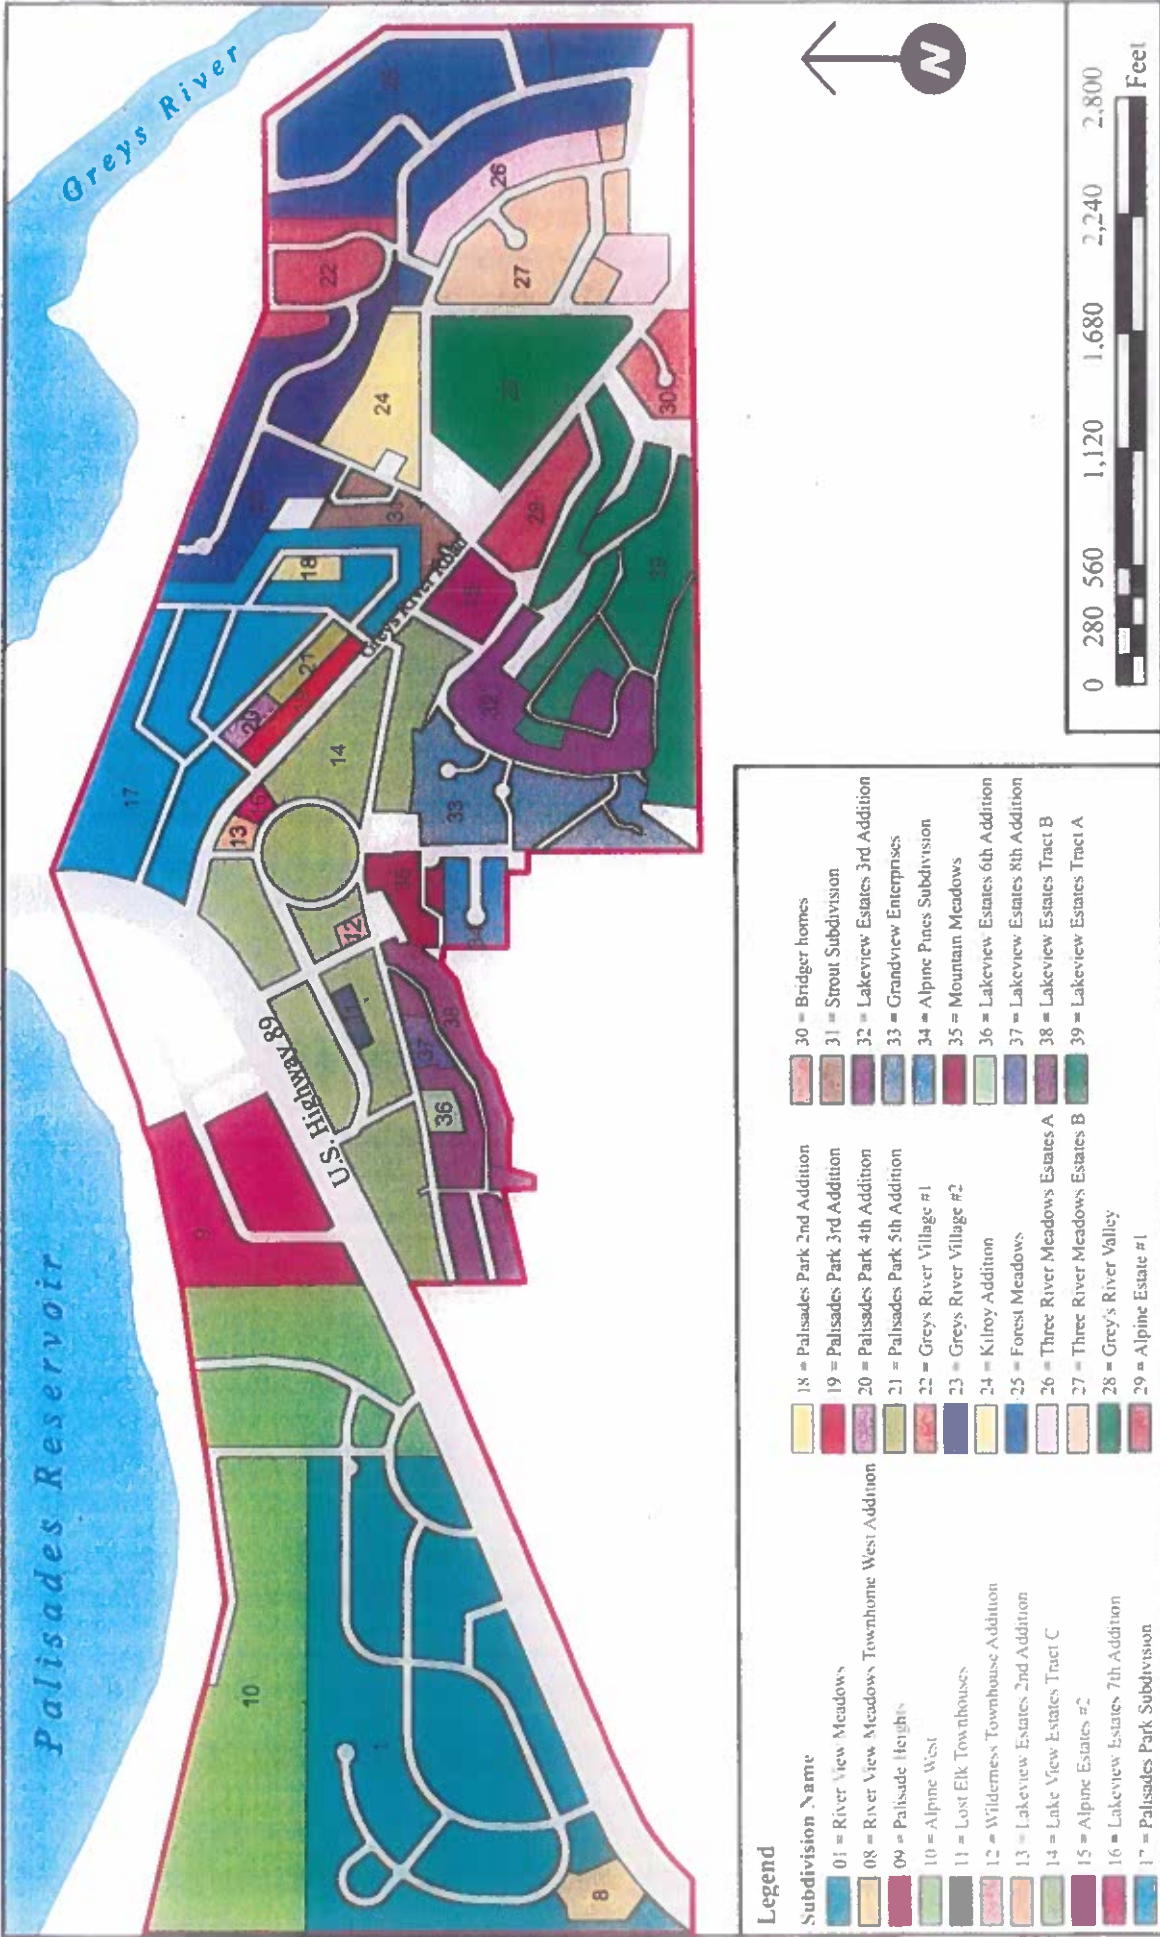 Palisades Reservoir
Greys River
U.S. Highway 89
Greys River Road
1
8
9
10
12
13
14
16
17
18
20
21
22
24
26
27
28
29
30
32
33
36
37
38
39
N
0 280 560 1,120 1,680 2,240 2,800
Feet
Legend
Subdivision Name
01 = River View Meadows
08 = River View Meadows Townhome West Addition
09 = Palisade Heights
10 = Alpine West
11 = Lost Elk Townhouses
12 = Wilderness Townhouse Addition
13 = Lakeview Estates 2nd Addition
14 = Lake View Estates Tract C
15 = Alpine Estates #2
16 = Lakeview Estates 7th Addition
17 = Palisades Park Subdivision
18 = Palisades Park 2nd Addition
19 = Palisades Park 3rd Addition
20 = Palisades Park 4th Addition
21 = Palisades Park 5th Addition
22 = Greys River Village #1
23 = Greys River Village #2
24 = Kilroy Addition
25 = Forest Meadows
26 = Three River Meadows Estates A
27 = Three River Meadows Estates B
28 = Grey's River Valley
29 = Alpine Estate #1
30 = Bridger homes
31 = Strout Subdivision
32 = Lakeview Estates 3rd Addition
33 = Grandview Enterprises
34 = Alpine Pines Subdivision
35 = Mountain Meadows
36 = Lakeview Estates 6th Addition
37 = Lakeview Estates 8th Addition
38 = Lakeview Estates Tract B
39 = Lakeview Estates Tract A